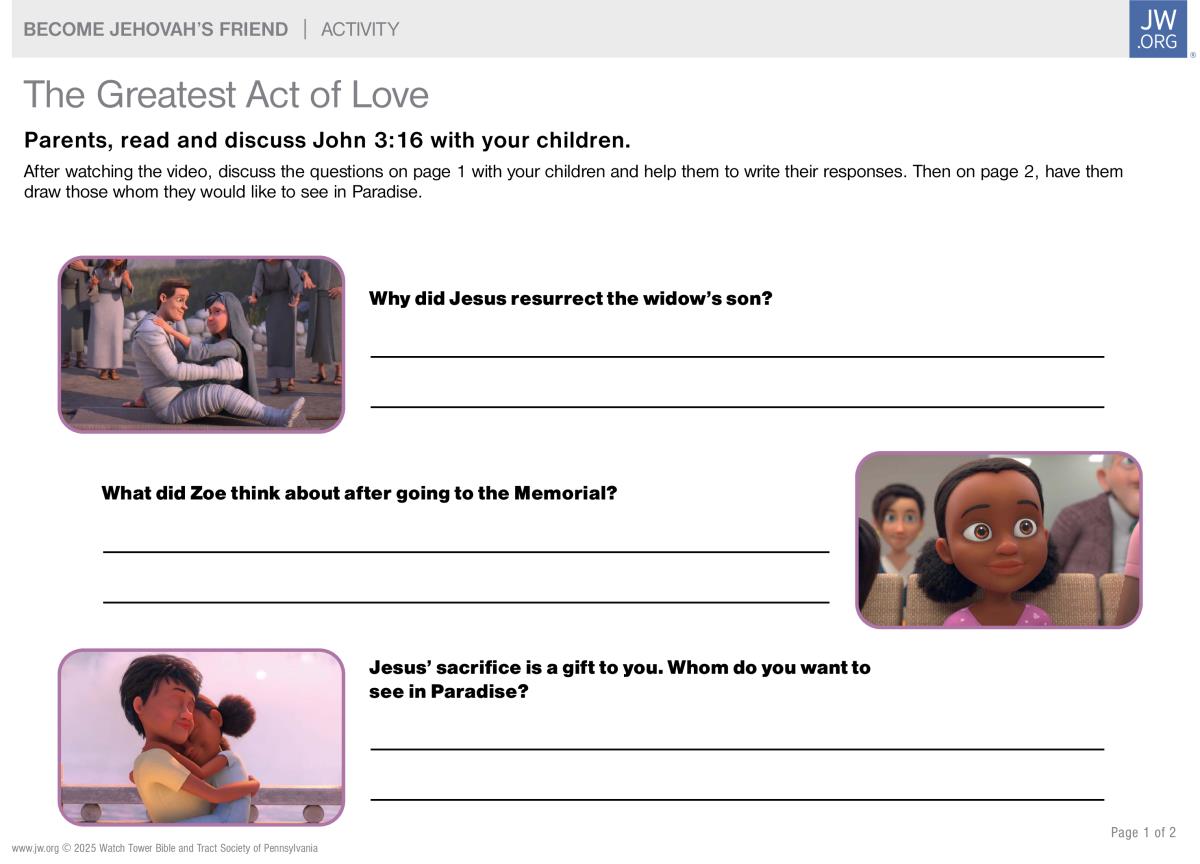 BECOME JEHOVAH'S FRIEND | ACTIVITY
JW
.ORG
®
The Greatest Act of Love
Parents, read and discuss John 3:16 with your children.
After watching the video, discuss the questions on page 1 with your children and help them to write their responses. Then on page 2, have them
draw those whom they would like to see in Paradise.
Why did Jesus resurrect the widow's son?
What did Zoe think about after going to the Memorial?
Jesus' sacrifice is a gift to you. Whom do you want to
see in Paradise?
Page 1 of 2
www.jw.org © 2025 Watch Tower Bible and Tract Society of Pennsylvania